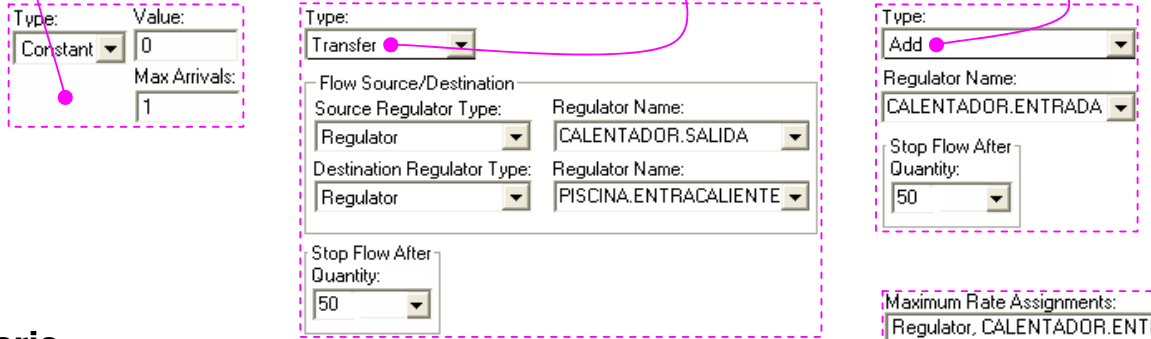 Type: Value:
Constant 0
Max Arrivals:
1
Type:
Transfer
Flow Source/Destination
Source Regulator Type: Regulator Name:
Regulator CALENTADOR.SALIDA
Destination Regulator Type: Regulator Name:
Regulator PISCINA.ENTRACALIENTE
Stop Flow After
Quantity:
50
Type:
Add
Regulator Name:
CALENTADOR.ENTRADA
Stop Flow After
Quantity:
50
Maximum Rate Assignments:
Regulator,